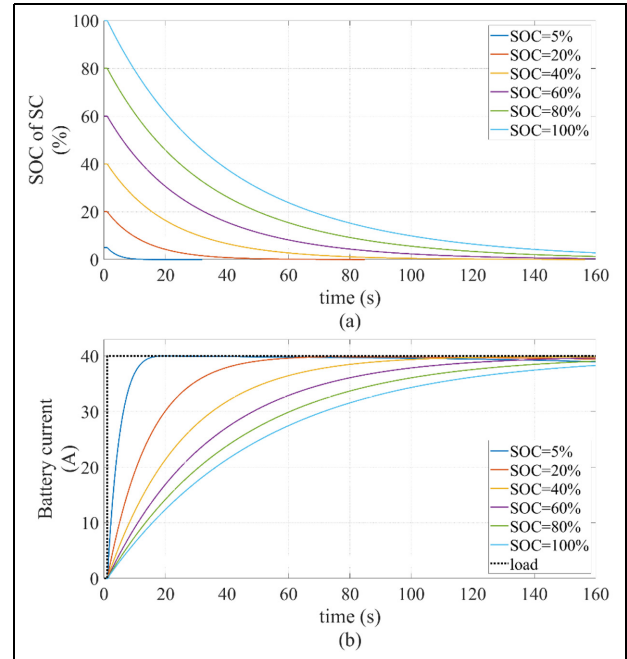 100
80
60
40
20
0
SOC of SC
(%)
SOC=5%
SOC=20%
SOC=40%
SOC=60%
SOC=80%
SOC=100%
0 20 40 60 80 100 120 140 160
time (s)
(a)
40
30
20
10
0
Battery current
(A)
SOC=5%
SOC=20%
SOC=40%
SOC=60%
SOC=80%
SOC=100%
load
0 20 40 60 80 100 120 140 160
time (s)
(b)